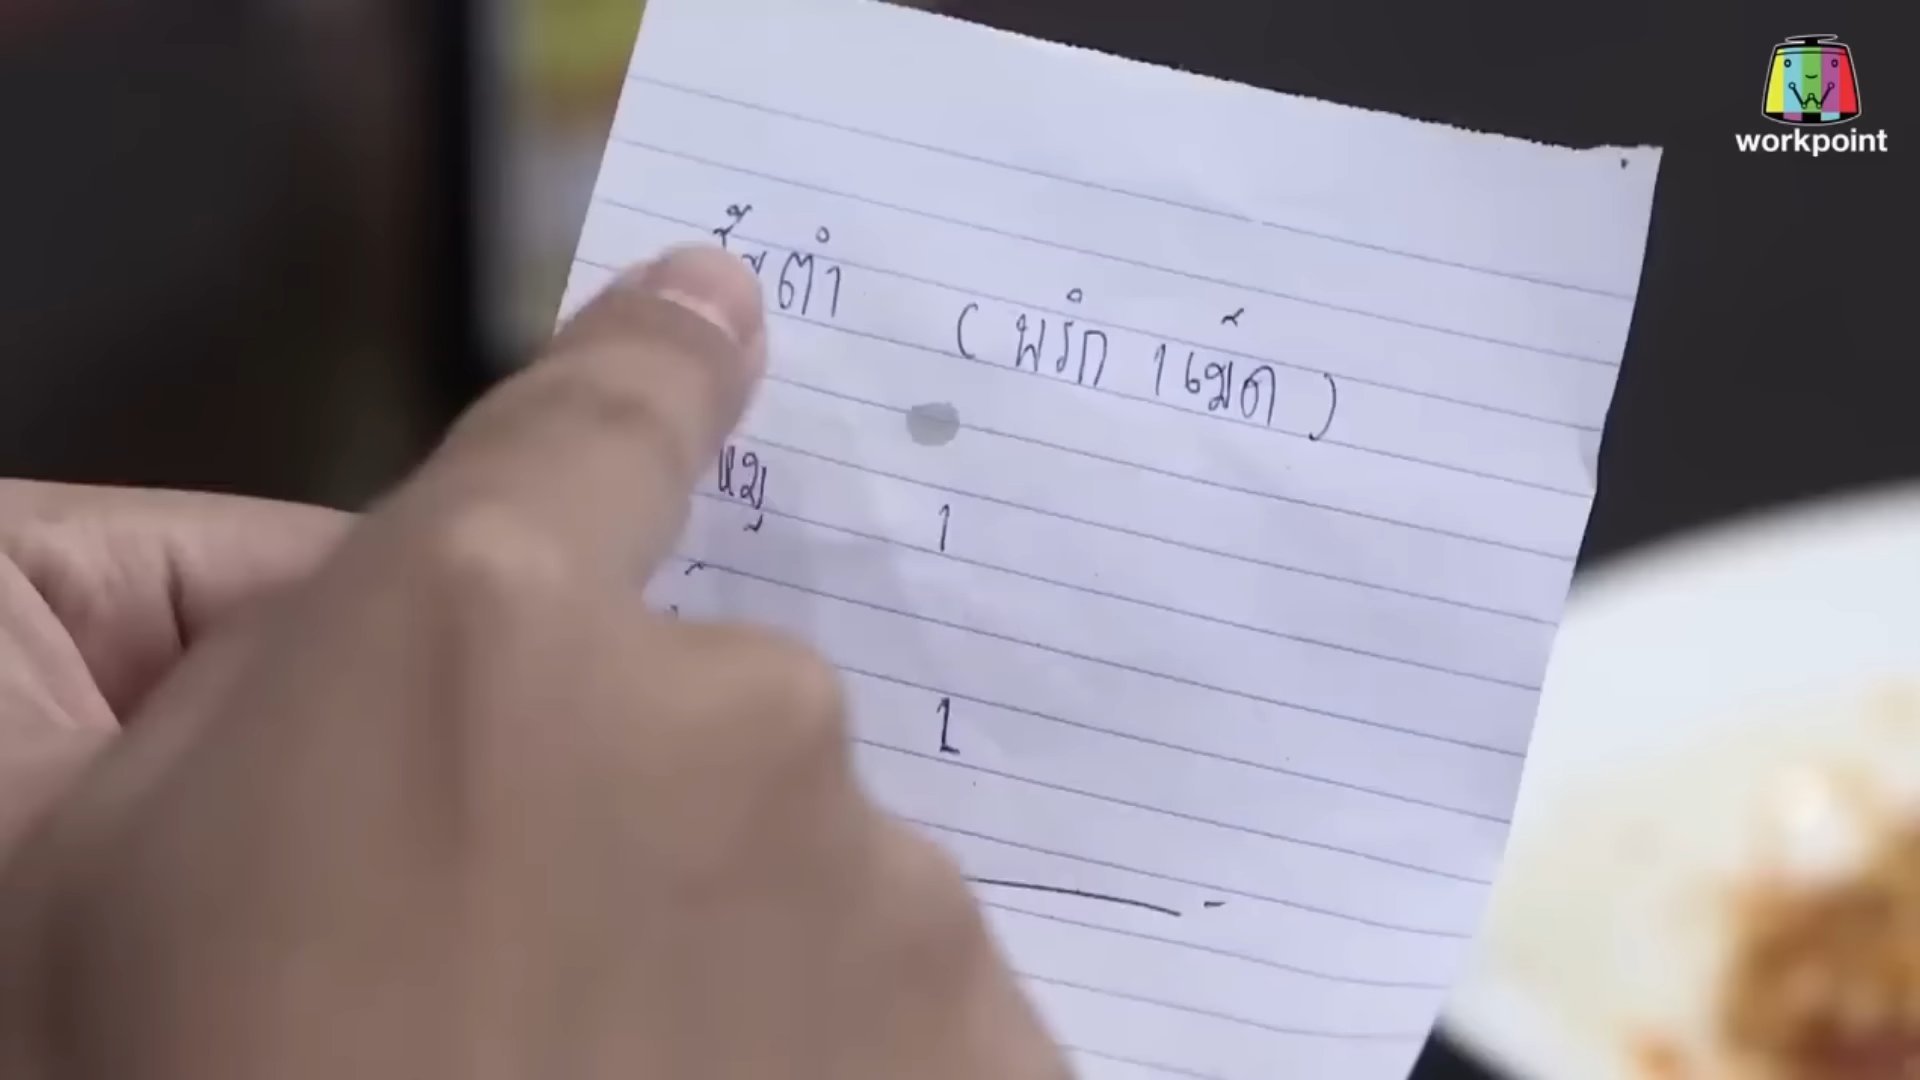 workpoint
ตำ (พริก 1 เม็ด)
หมู 1
1